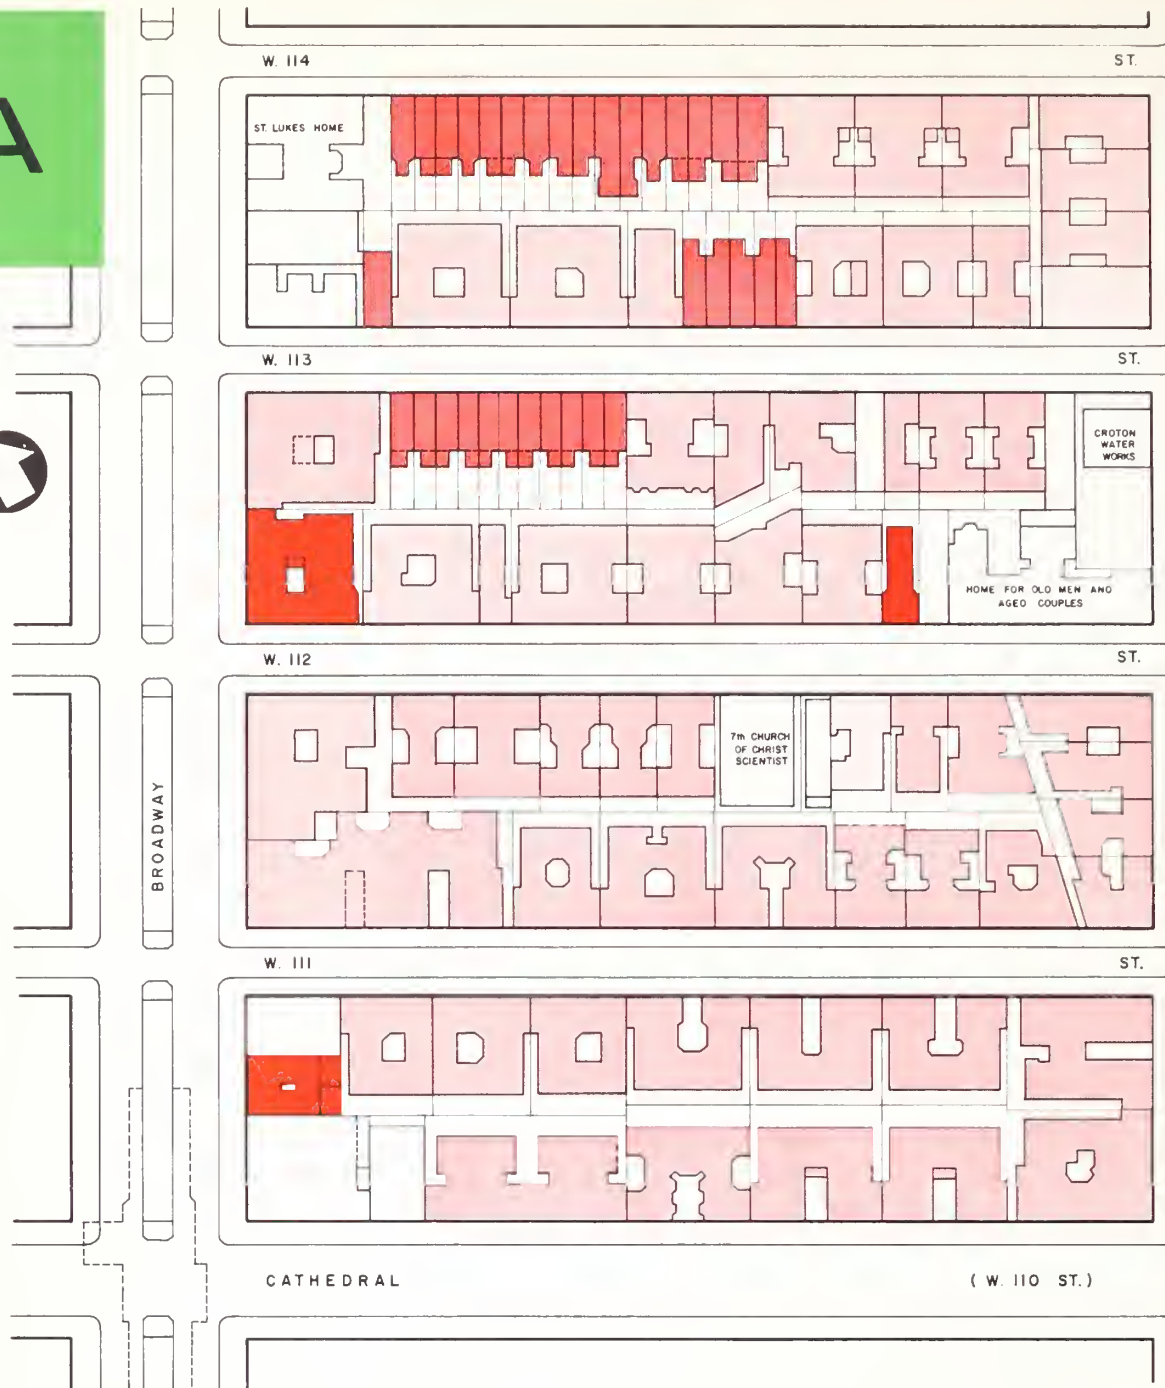 W. 114 ST.
A
ST. LUKES HOME
W. 113 ST.
CROTON
WATER
WORKS
HOME FOR OLD MEN AND
AGED COUPLES
W. 112 ST.
7th CHURCH
OF CHRIST
SCIENTIST
BROADWAY
W. 111 ST.
CATHEDRAL (W. 110 ST.)